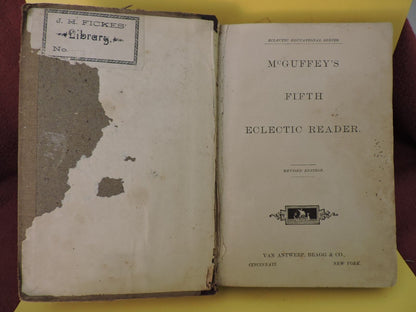 J. H. FICKES'
Library.
No.
ECLECTIC EDUCATIONAL SERIES.
McGUFFEY'S
FIFTH
ECLECTIC READER.
REVISED EDITION.
VAN ANTWERP, BRAGG & CO.,
CINCINNATI NEW YORK.